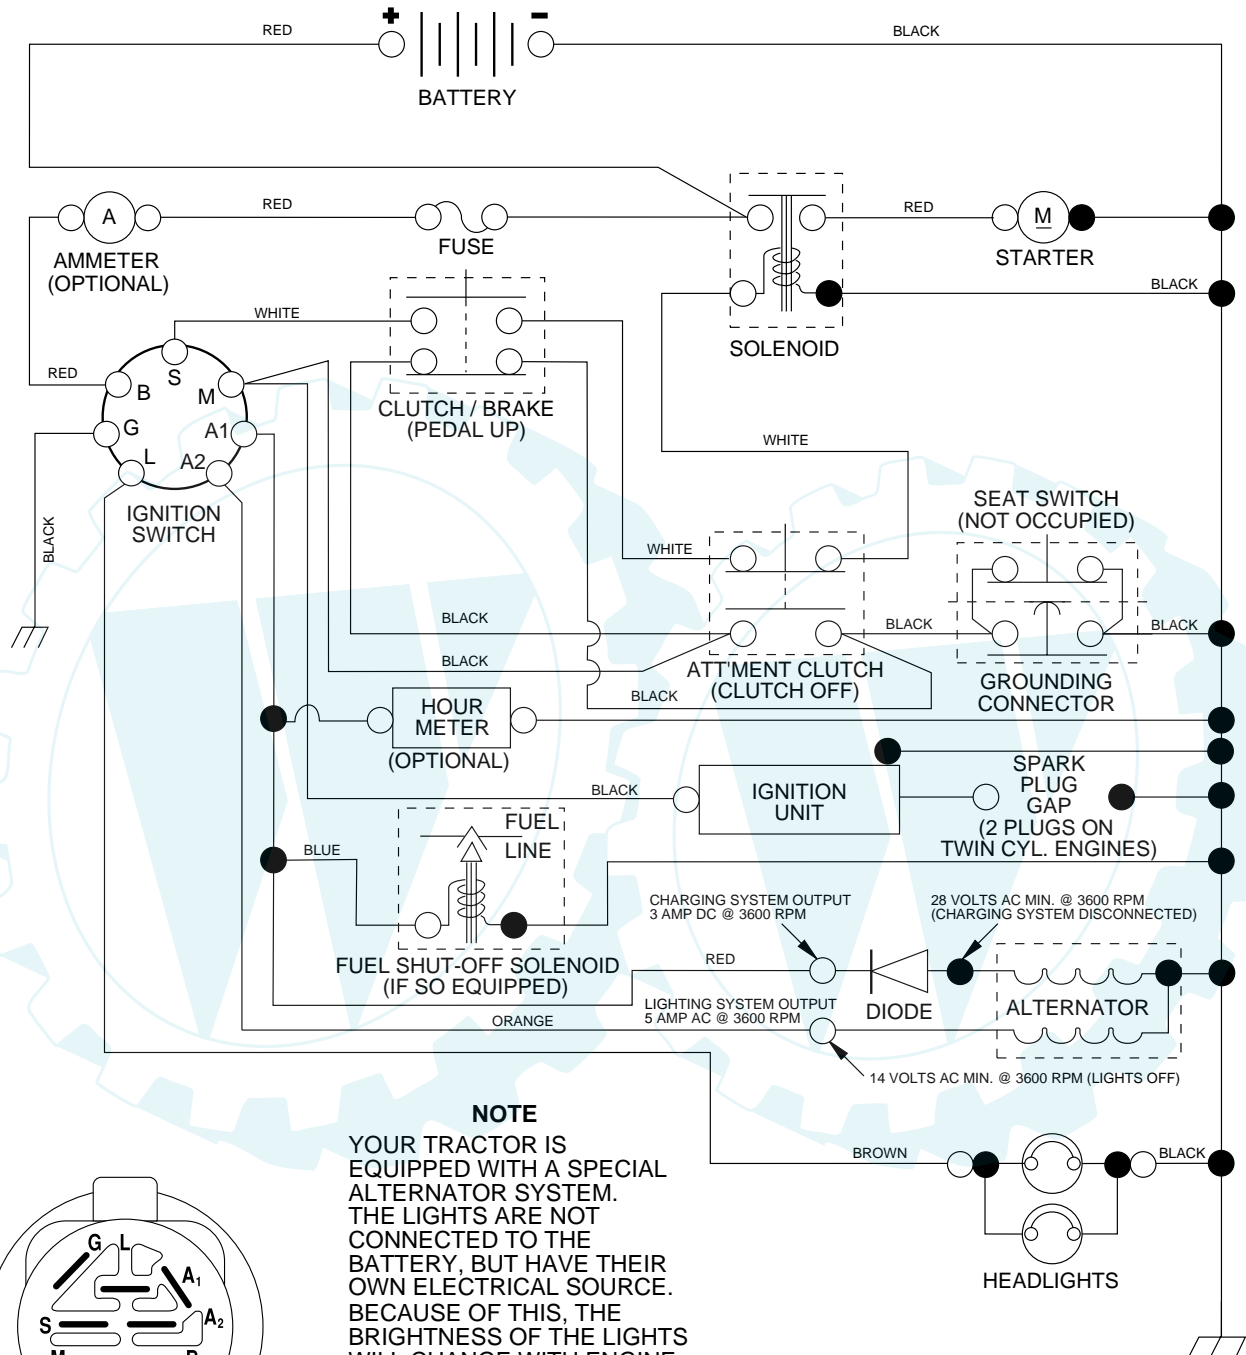 + −
RED
BLACK
BATTERY
A
RED
FUSE
RED
M
STARTER
AMMETER
(OPTIONAL)
BLACK
WHITE
SOLENOID
RED
S
B
M
G
A1
L
A2
CLUTCH / BRAKE
(PEDAL UP)
WHITE
IGNITION
SWITCH
BLACK
SEAT SWITCH
(NOT OCCUPIED)
WHITE
BLACK
BLACK
BLACK
BLACK
ATT'MENT CLUTCH
(CLUTCH OFF)
GROUNDING
CONNECTOR
BLACK
HOUR
METER
(OPTIONAL)
BLACK
IGNITION
UNIT
SPARK
PLUG
GAP
(2 PLUGS ON
TWIN CYL. ENGINES)
BLUE
FUEL
LINE
FUEL SHUT-OFF SOLENOID
(IF SO EQUIPPED)
CHARGING SYSTEM OUTPUT
3 AMP DC @ 3600 RPM
28 VOLTS AC MIN. @ 3600 RPM
(CHARGING SYSTEM DISCONNECTED)
RED
DIODE
ALTERNATOR
LIGHTING SYSTEM OUTPUT
5 AMP AC @ 3600 RPM
ORANGE
14 VOLTS AC MIN. @ 3600 RPM (LIGHTS OFF)
BROWN
BLACK
HEADLIGHTS
NOTE
YOUR TRACTOR IS
EQUIPPED WITH A SPECIAL
ALTERNATOR SYSTEM.
THE LIGHTS ARE NOT
CONNECTED TO THE
BATTERY, BUT HAVE THEIR
OWN ELECTRICAL SOURCE.
BECAUSE OF THIS, THE
BRIGHTNESS OF THE LIGHTS
WILL CHANGE WITH ENGINE
G L
A1
A2
S
M B